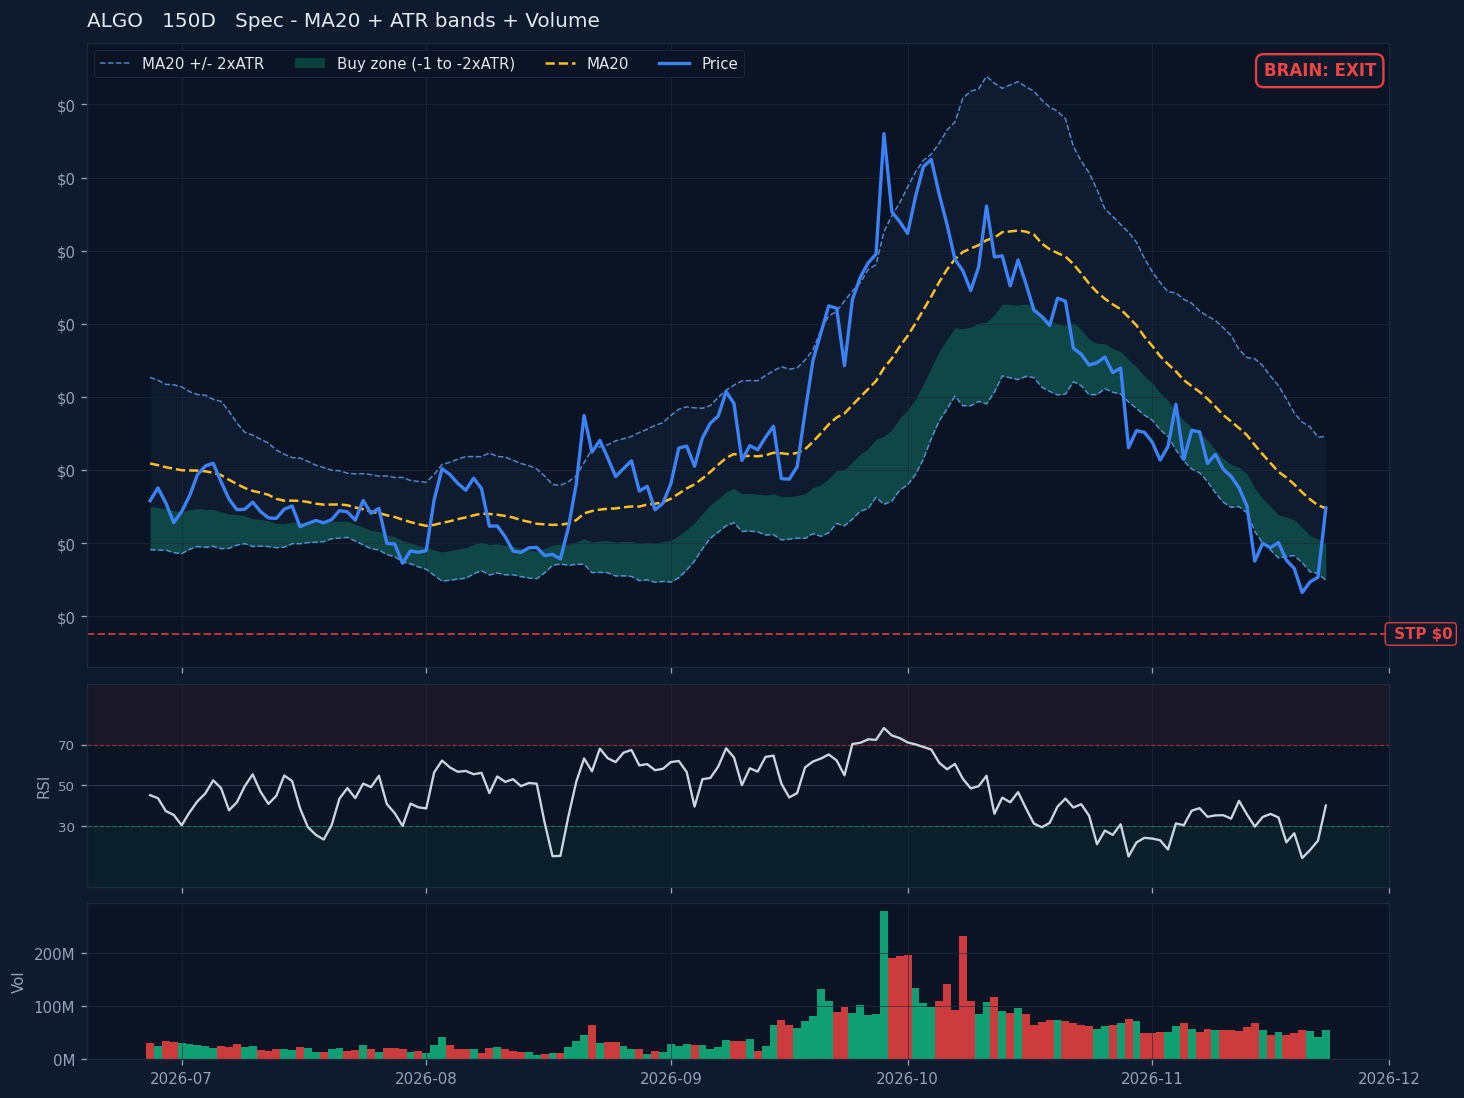 ALGO   150D   Spec - MA20 + ATR bands + Volume
MA20 +/- 2xATR   Buy zone (-1 to -2xATR)   MA20   Price
BRAIN: EXIT
$0
$0
$0
$0
$0
$0
$0
$0
STP $0
RSI
70
50
30
Vol
200M
100M
0M
2026-07   2026-08   2026-09   2026-10   2026-11   2026-12